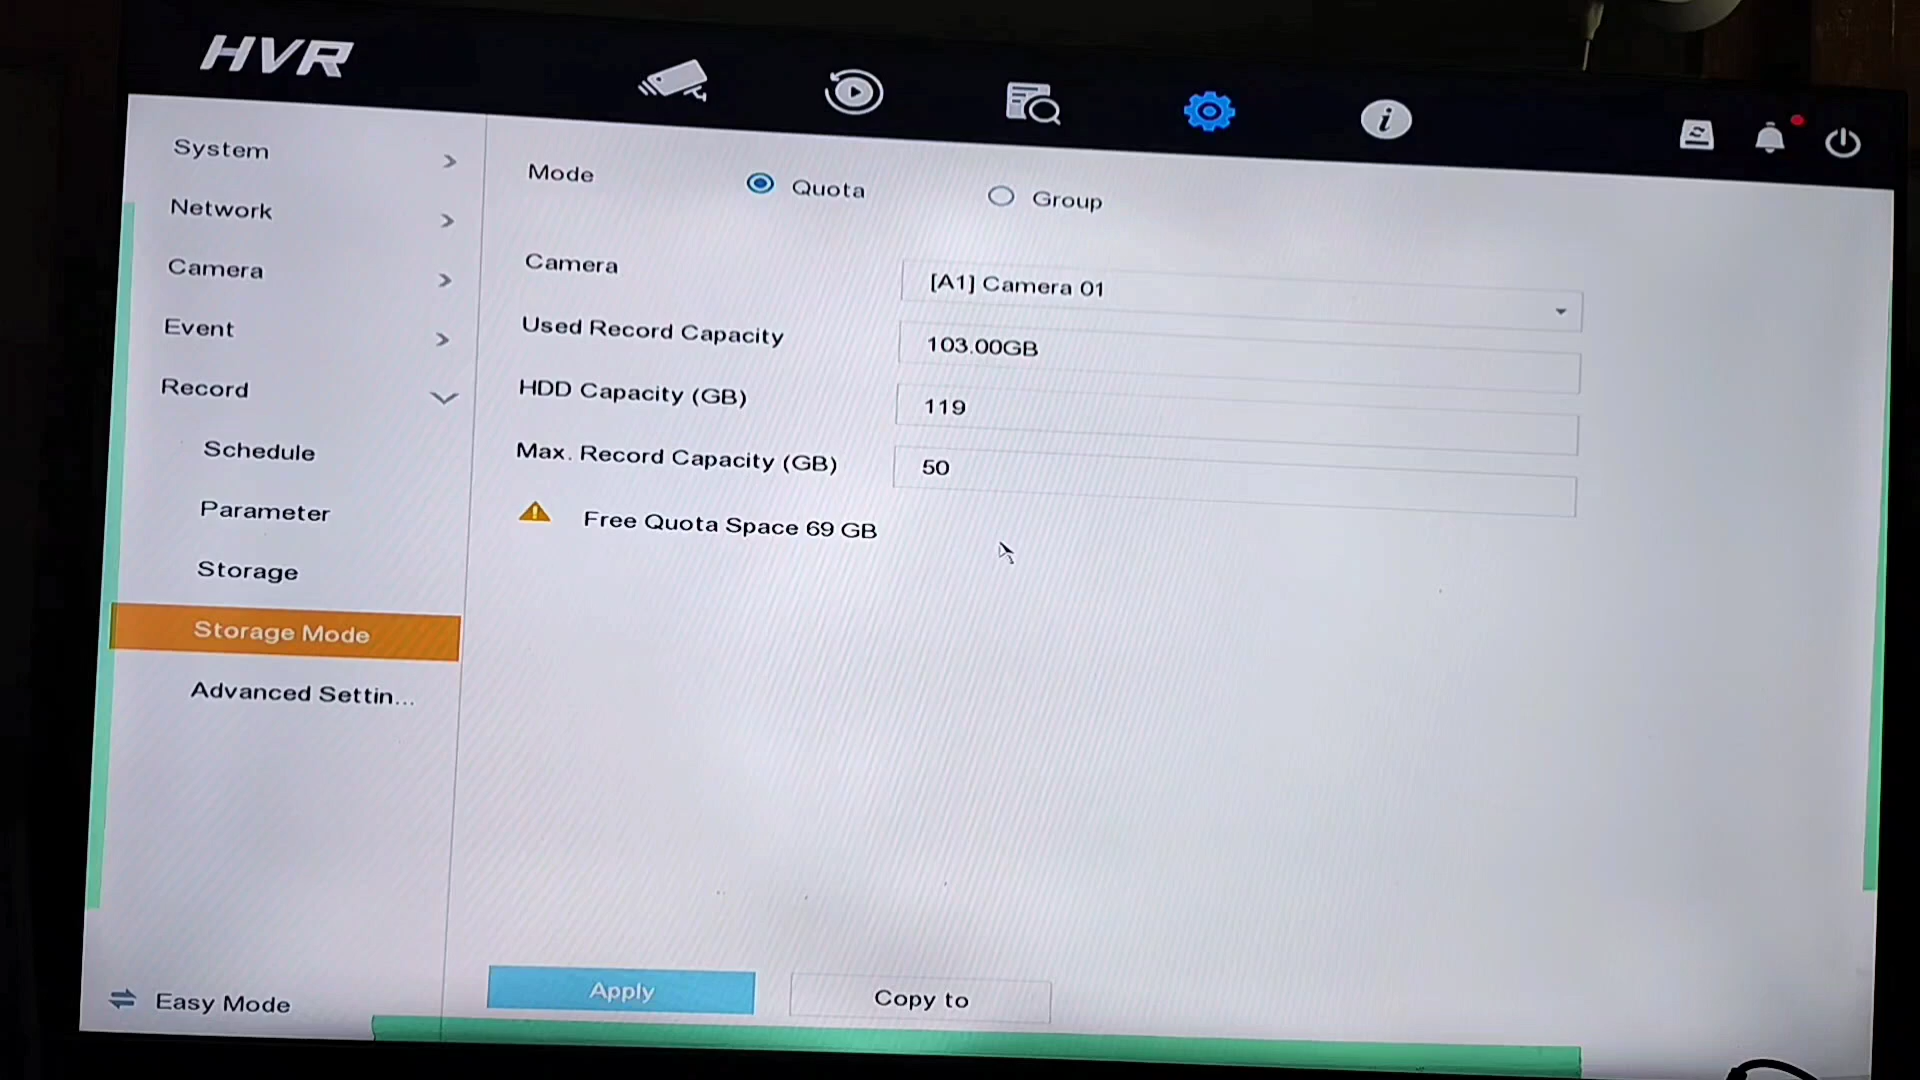 HVR
System
Network
Camera
Event
Record
Schedule
Parameter
Storage
Storage Mode
Advanced Settin...
Easy Mode
Mode Quota Group
Camera [A1] Camera 01
Used Record Capacity 103.00GB
HDD Capacity (GB) 119
Max. Record Capacity (GB) 50
Free Quota Space 69 GB
Apply Copy to